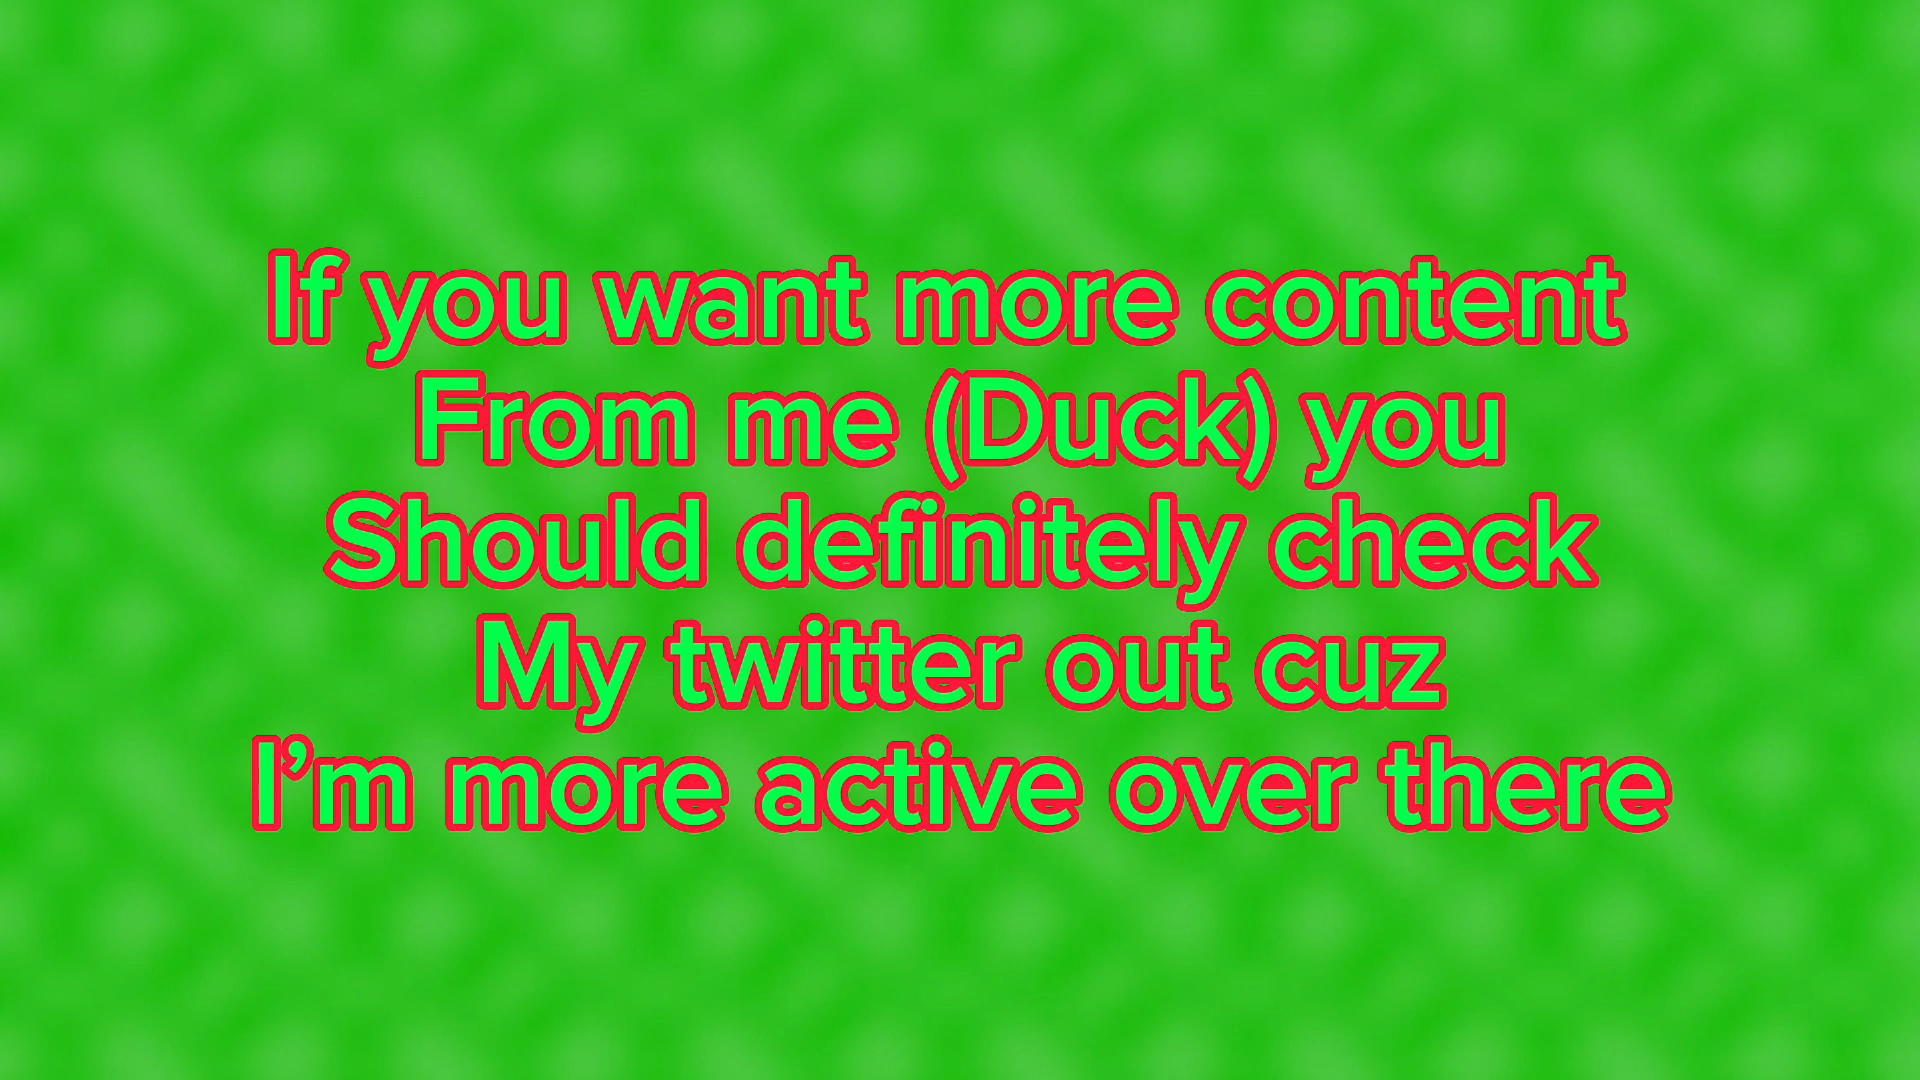 If you want more content
From me (Duck) you
Should definitely check
My twitter out cuz
I’m more active over there